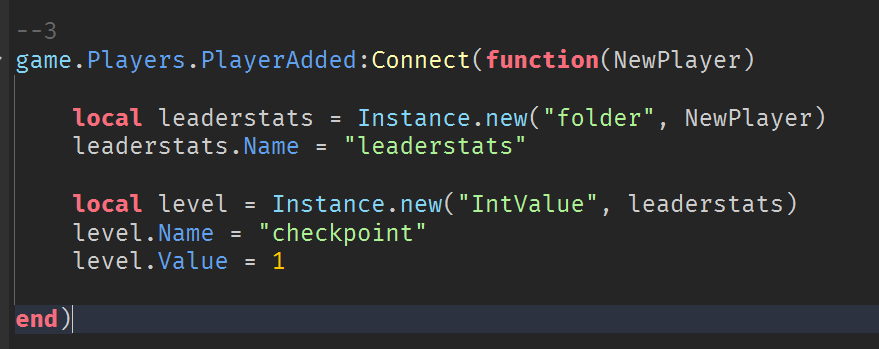 --3
game.Players.PlayerAdded:Connect(function(NewPlayer)
local leaderstats = Instance.new("folder", NewPlayer)
leaderstats.Name = "leaderstats"
local level = Instance.new("IntValue", leaderstats)
level.Name = "checkpoint"
level.Value = 1
end)